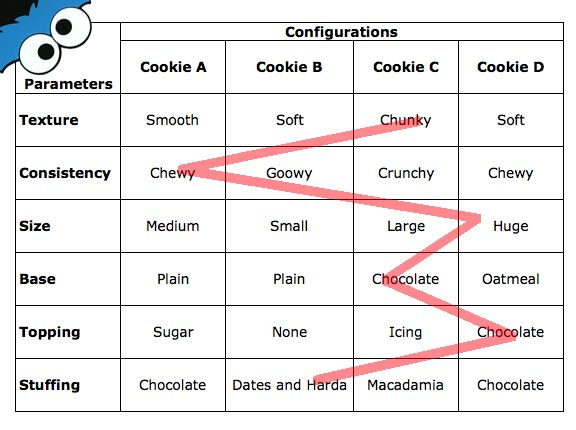 Configurations
Parameters Cookie A Cookie B Cookie C Cookie D
Texture Smooth Soft Chunky Soft
Consistency Chewy Goowy Crunchy Chewy
Size Medium Small Large Huge
Base Plain Plain Chocolate Oatmeal
Topping Sugar None Icing Chocolate
Stuffing Chocolate Dates and Harda Macadamia Chocolate